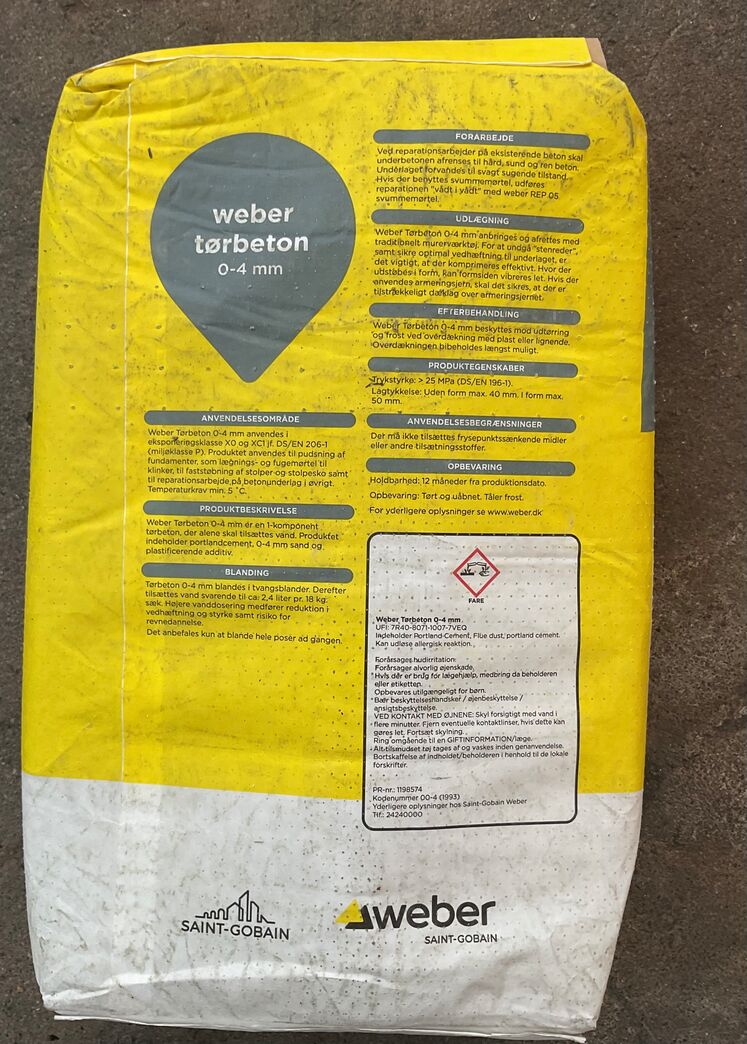 weber
tørbeton
0-4 mm
ANVENDELSESOMRÅDE
Weber Tørbeton 0-4 mm anvendes i
eksponeringsklasse X0 og XC1 jf. DS/EN 206-1
(miljøklasse P). Produktet anvendes til pudsning af
fundamenter, som lægnings- og fugemørtel til
klinker, til faststøbning af stolper og stolpesko samt
til reparationsarbejde på betonunderlag i øvrigt.
Temperaturkrav min. 5 °C.
PRODUKTBESKRIVELSE
Weber Tørbeton 0-4 mm er en 1-komponent
tørbeton, der alene skal tilsættes vand. Produktet
indeholder portlandcement, 0-4 mm sand og
plastificerende additiv.
BLANDING
Tørbeton 0-4 mm blandes i tvangsblander. Derefter
tilsættes vand svarende til ca. 2,4 liter pr. 18 kg.
sæk. Højere vanddosering medfører reduktion i
vedhæftning og styrke samt risiko for
revnedannelse.
Det anbefales kun at blande hele poser ad gangen.
FORARBEJDE
Ved reparationsarbejder på eksisterende beton skal
underbetonen afrenses til hård, sund og ren beton.
Underlaget forvandes til svagt sugende tilstand.
Hvis der benyttes svummemørtel, udføres
reparationen "vådt i vådt" med weber REP 05
svummemørtel.
UDLÆGNING
Weber Tørbeton 0-4 mm anbringes og afrettes med
traditionelt murerværktøj. For at undgå "stenreder",
samt sikre optimal vedhæftning til underlaget, er
det vigtigt, at der komprimeres effektivt. Hvor der
udstøbes i form, kan formsiden vibreres let. Hvis der
anvendes armeringsjern, skal det sikres, at der er
tilstrækkeligt dæklag over armeringsjernet.
EFTERBEHANDLING
Weber Tørbeton 0-4 mm beskyttes mod udtørring
og frost ved overdækning med plast eller lignende.
Overdækningen bibeholdes længst muligt.
PRODUKTEGENSKABER
Trykstyrke: > 25 MPa (DS/EN 196-1).
Lagtykkelse: Uden form max. 40 mm. I form max.
50 mm.
ANVENDELSESBEGRÆNSNINGER
Det må ikke tilsættes frysepunktssænkende midler
eller andre tilsætningsstoffer.
OPBEVARING
Holdbarhed: 12 måneder fra produktionsdato.
Opbevaring: Tørt og uåbnet. Tåler frost.
For yderligere oplysninger se www.weber.dk
FARE
Weber Tørbeton 0-4 mm
UFI: 7R40-8071-1007-7VEQ
Indeholder Portland-Cement, Flue dust, portland cement.
Kan udløse allergisk reaktion.
Forårsager hudirritation.
Forårsager alvorlig øjenskade.
Hvis der er brug for lægehjælp, medbring da beholderen
eller etiketten.
Opbevares utilgængeligt for børn.
Bær beskyttelseshandsker / øjenbeskyttelse /
ansigtsbeskyttelse.
VED KONTAKT MED ØJNENE: Skyl forsigtigt med vand i
flere minutter. Fjern eventuelle kontaktlinser, hvis dette kan
gøres let. Fortsæt skylning.
Ring omgående til en GIFTINFORMATION/læge.
Alt tilsmudset tøj tages af og vaskes inden genanvendelse.
Bortskaffelse af indholdet/beholderen i henhold til de lokale
forskrifter.
PR-nr.: 1198574
Kodenummer 00-4 (1993)
Yderligere oplysninger hos Saint-Gobain Weber
Tlf.: 24240000
SAINT-GOBAIN
weber
SAINT-GOBAIN